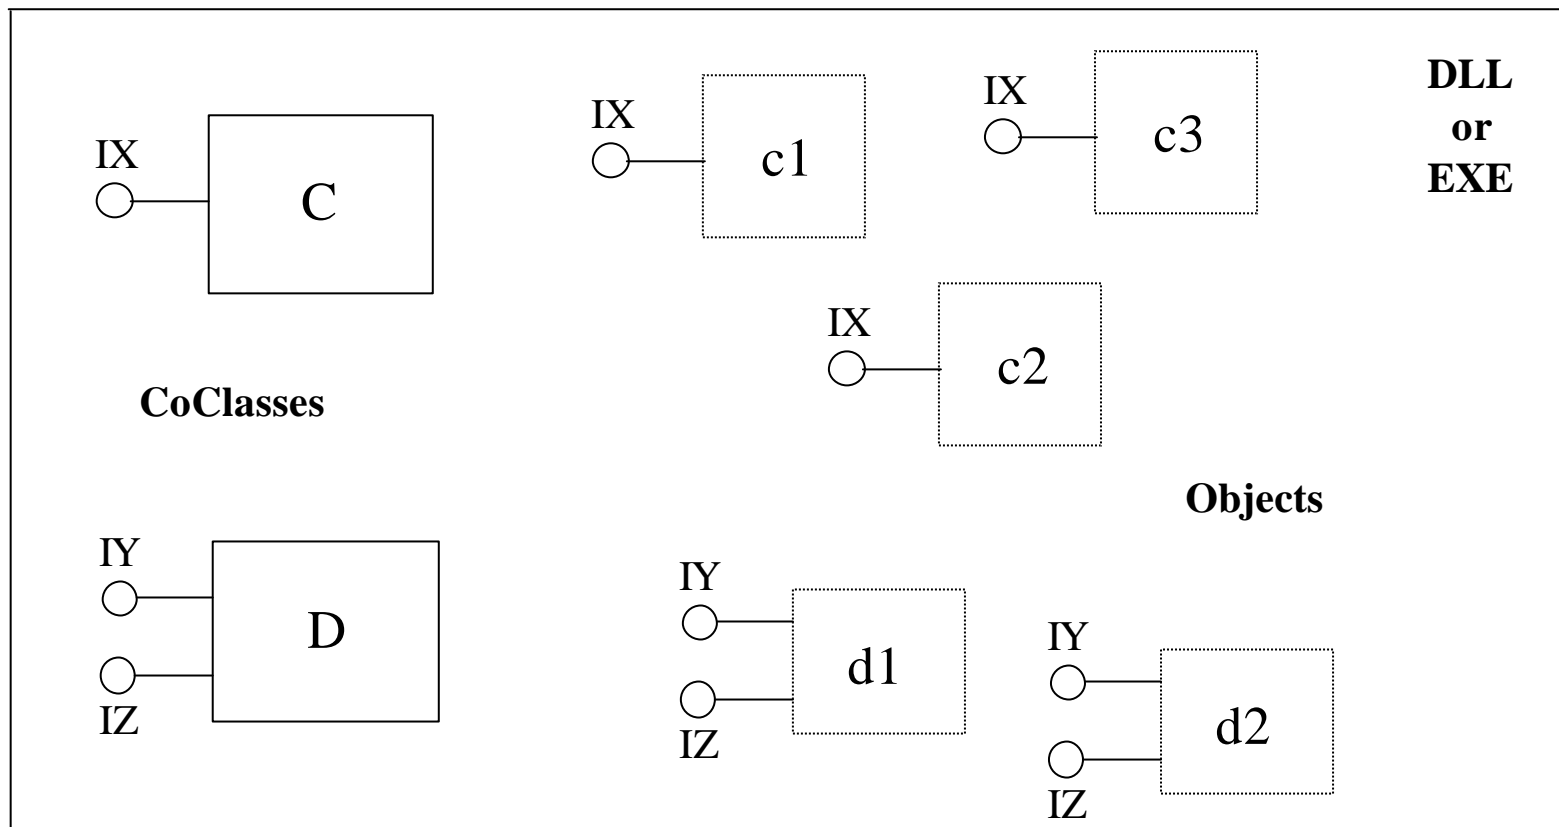 IX
C
IX
c1
IX
c3
DLL
or
EXE
IX
c2
CoClasses
Objects
IY
D
IZ
IY
d1
IZ
IY
d2
IZ